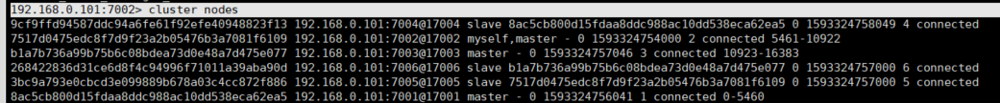 192.168.0.101:7002> cluster nodes
9cf9ffd94587ddc94a6fe61f92efe40948823f13 192.168.0.101:7004@17004 slave 8ac5cb800d15fdaa8ddc988ac10dd538eca62ea5 0 1593324758049 4 connected
7517d0475edc8f7d9f23a2b05476b3a7081f6109 192.168.0.101:7002@17002 myself,master - 0 1593324754000 2 connected 5461-10922
b1a7b736a99b75b6c08bdea73d0e48a7d475e077 192.168.0.101:7003@17003 master - 0 1593324757046 3 connected 10923-16383
268422836d31ce6d8f4c94996f71011a39aba90d 192.168.0.101:7006@17006 slave b1a7b736a99b75b6c08bdea73d0e48a7d475e077 0 1593324757000 6 connected
3bc9a793e0cbd3e099889b678a03c4cc872f886 192.168.0.101:7005@17005 slave 7517d0475edc8f7d9f23a2b05476b3a7081f6109 0 1593324757000 5 connected
8ac5cb800d15fdaa8ddc988ac10dd538eca62ea5 192.168.0.101:7001@17001 master - 0 1593324756041 1 connected 0-5460